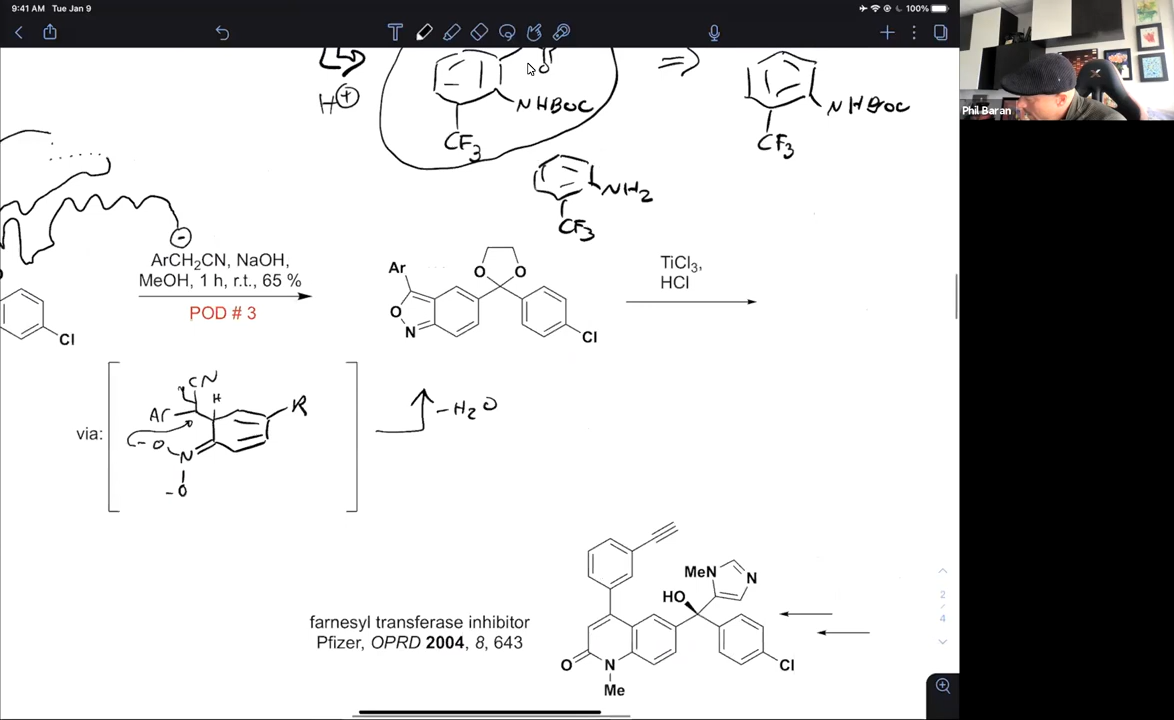 9:41 AM Tue Jan 9
100%
T
Phil Baran
H+
NHBOC
CF3
⇒
NHBOC
CF3
NH2
CF3
-
ArCH2CN, NaOH,
MeOH, 1 h, r.t., 65 %
POD # 3
Cl
Ar
O
N
O
O
Cl
TiCl3,
HCl
via:
CN
H
Ar
R
-O
N
-O
-H2O
MeN
N
HO
farnesyl transferase inhibitor
Pfizer, OPRD 2004, 8, 643
O
N
Me
Cl
2
/
4